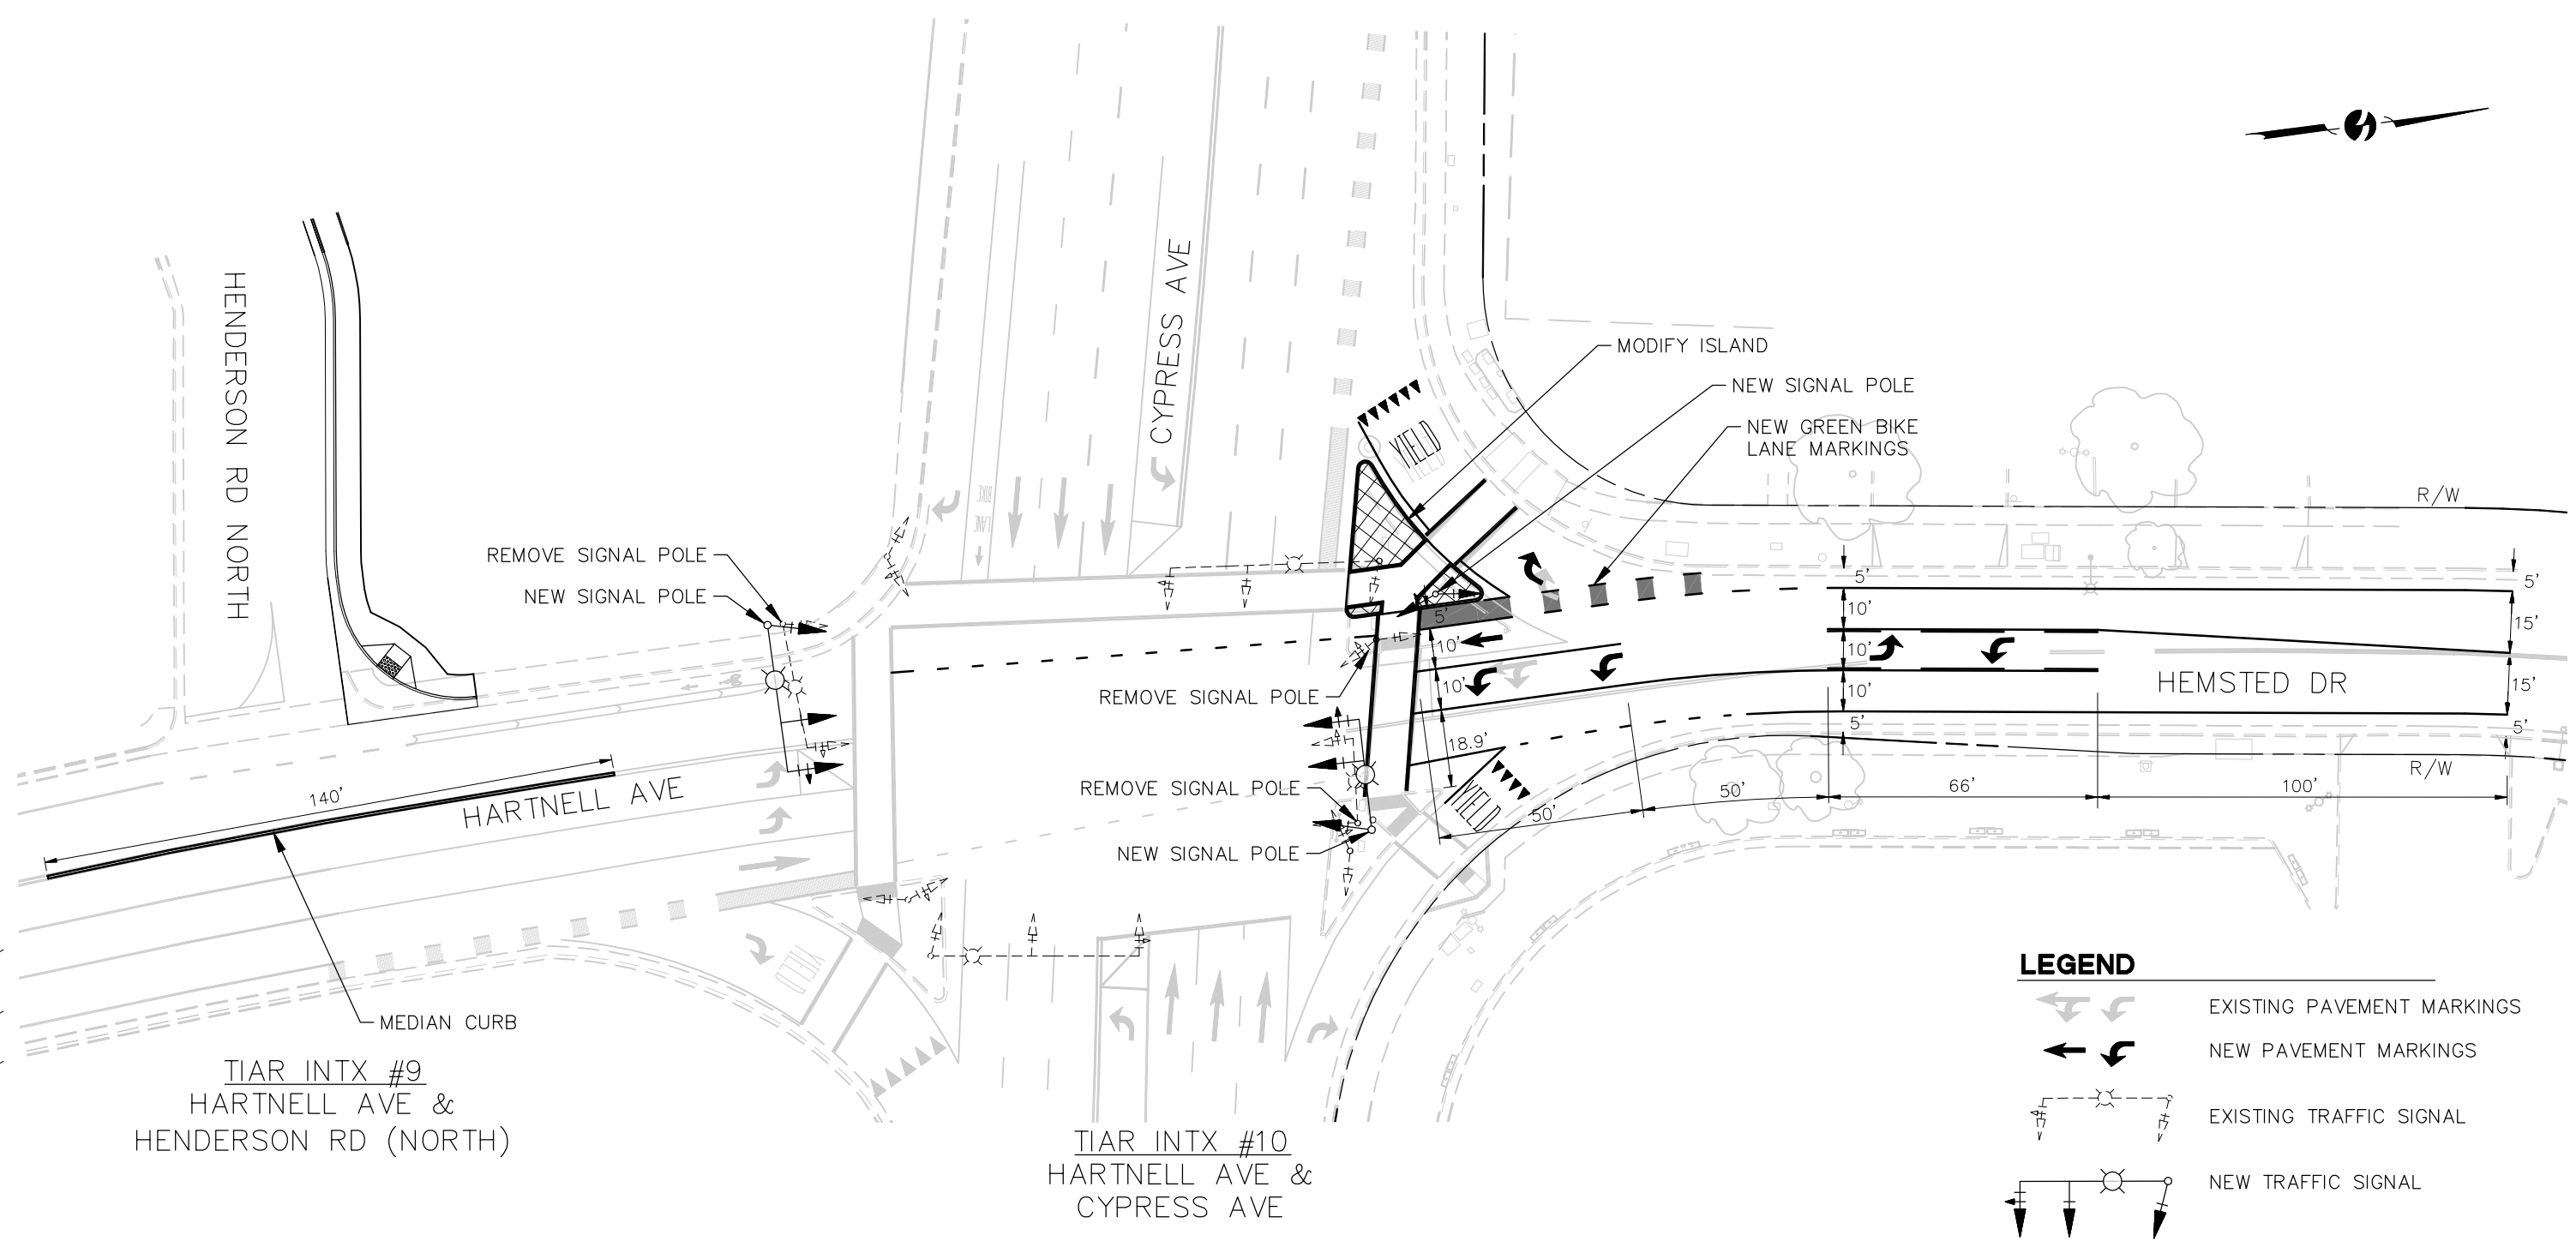 HENDERSON RD NORTH
CYPRESS AVE
MODIFY ISLAND
NEW SIGNAL POLE
NEW GREEN BIKE
LANE MARKINGS
YIELD
BIKE
LANE
R/W
REMOVE SIGNAL POLE
NEW SIGNAL POLE
5'
10'
10'
10'
5'
5'
15'
15'
5'
HEMSTED DR
5'
10'
10'
18.9'
REMOVE SIGNAL POLE
REMOVE SIGNAL POLE
NEW SIGNAL POLE
YIELD
50'
50'
66'
100'
R/W
140'
HARTNELL AVE
MEDIAN CURB
TIAR INTX #9
HARTNELL AVE &
HENDERSON RD (NORTH)
TIAR INTX #10
HARTNELL AVE &
CYPRESS AVE
LEGEND
EXISTING PAVEMENT MARKINGS
NEW PAVEMENT MARKINGS
EXISTING TRAFFIC SIGNAL
NEW TRAFFIC SIGNAL